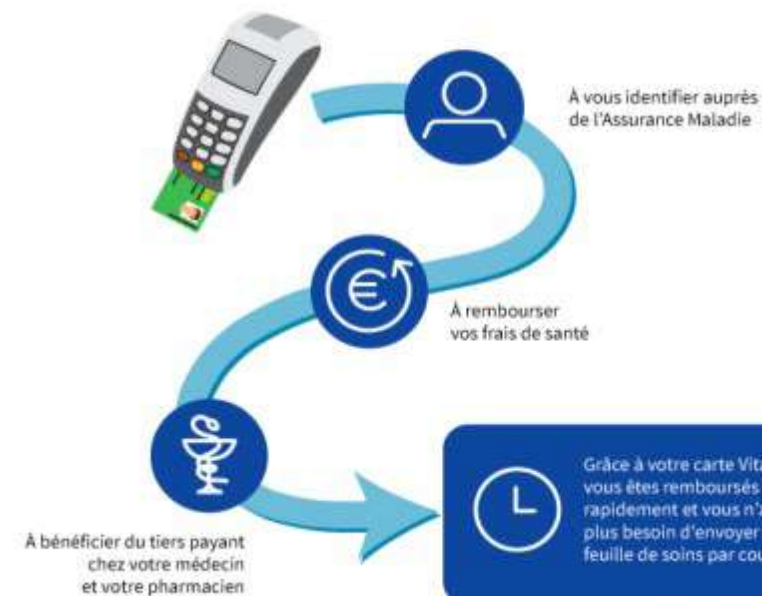 À vous identifier auprès
de l'Assurance Maladie
À rembourser
vos frais de santé
À bénéficier du tiers payant
chez votre médecin
et votre pharmacien
Grâce à votre carte
vous êtes remboursés
rapidement et vous
plus besoin d'envoyer
feuille de soins par